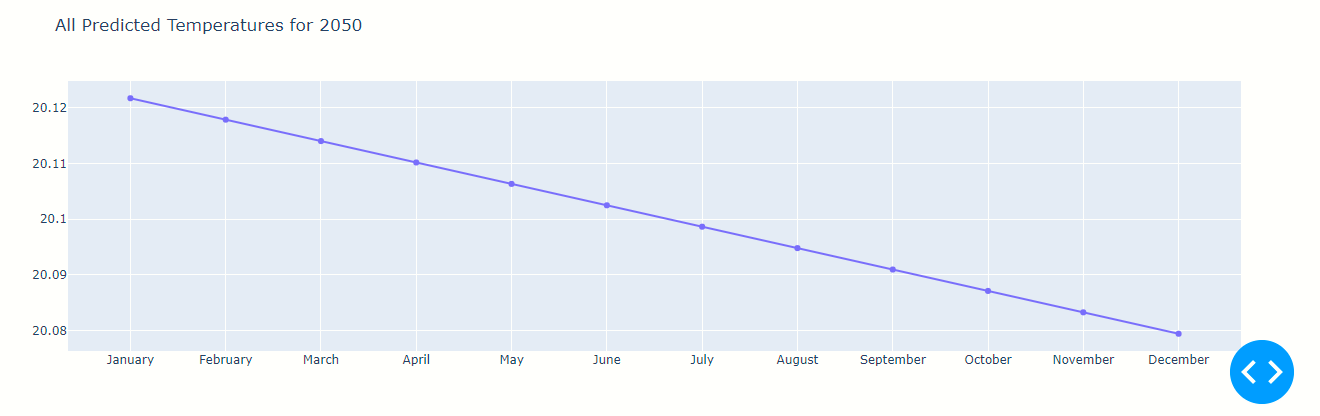 All Predicted Temperatures for 2050
20.12
20.11
20.1
20.09
20.08
January February March April May June July August September October November December